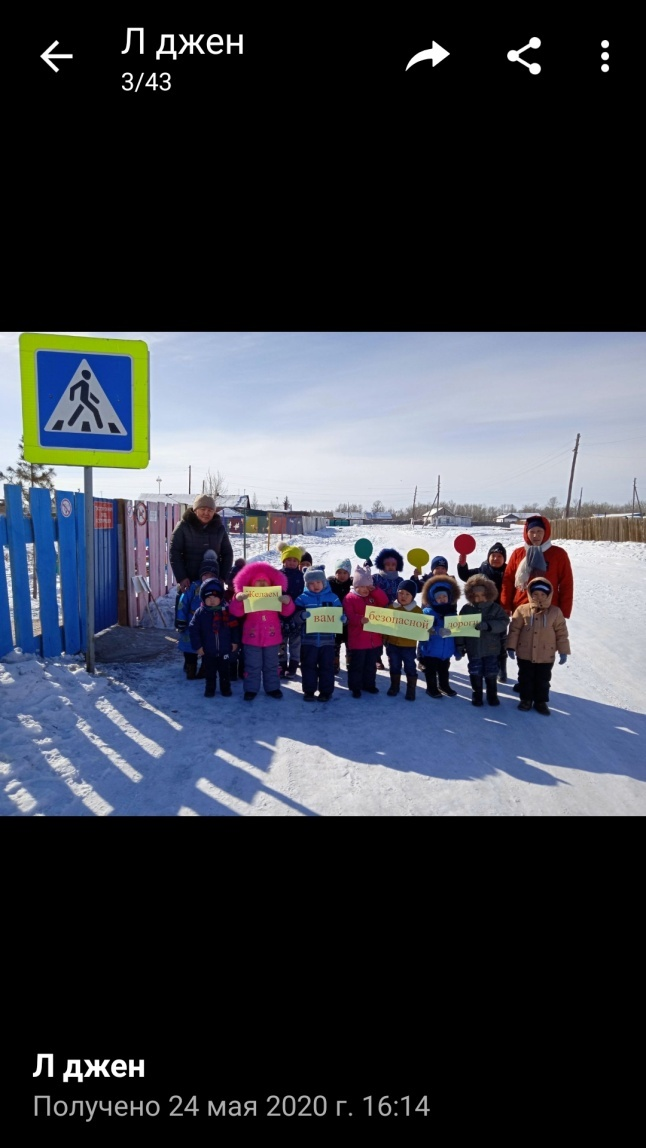 Л джен
3/43
Желаем
вам
безопасной
дороги
Л джен
Получено 24 мая 2020 г. 16:14